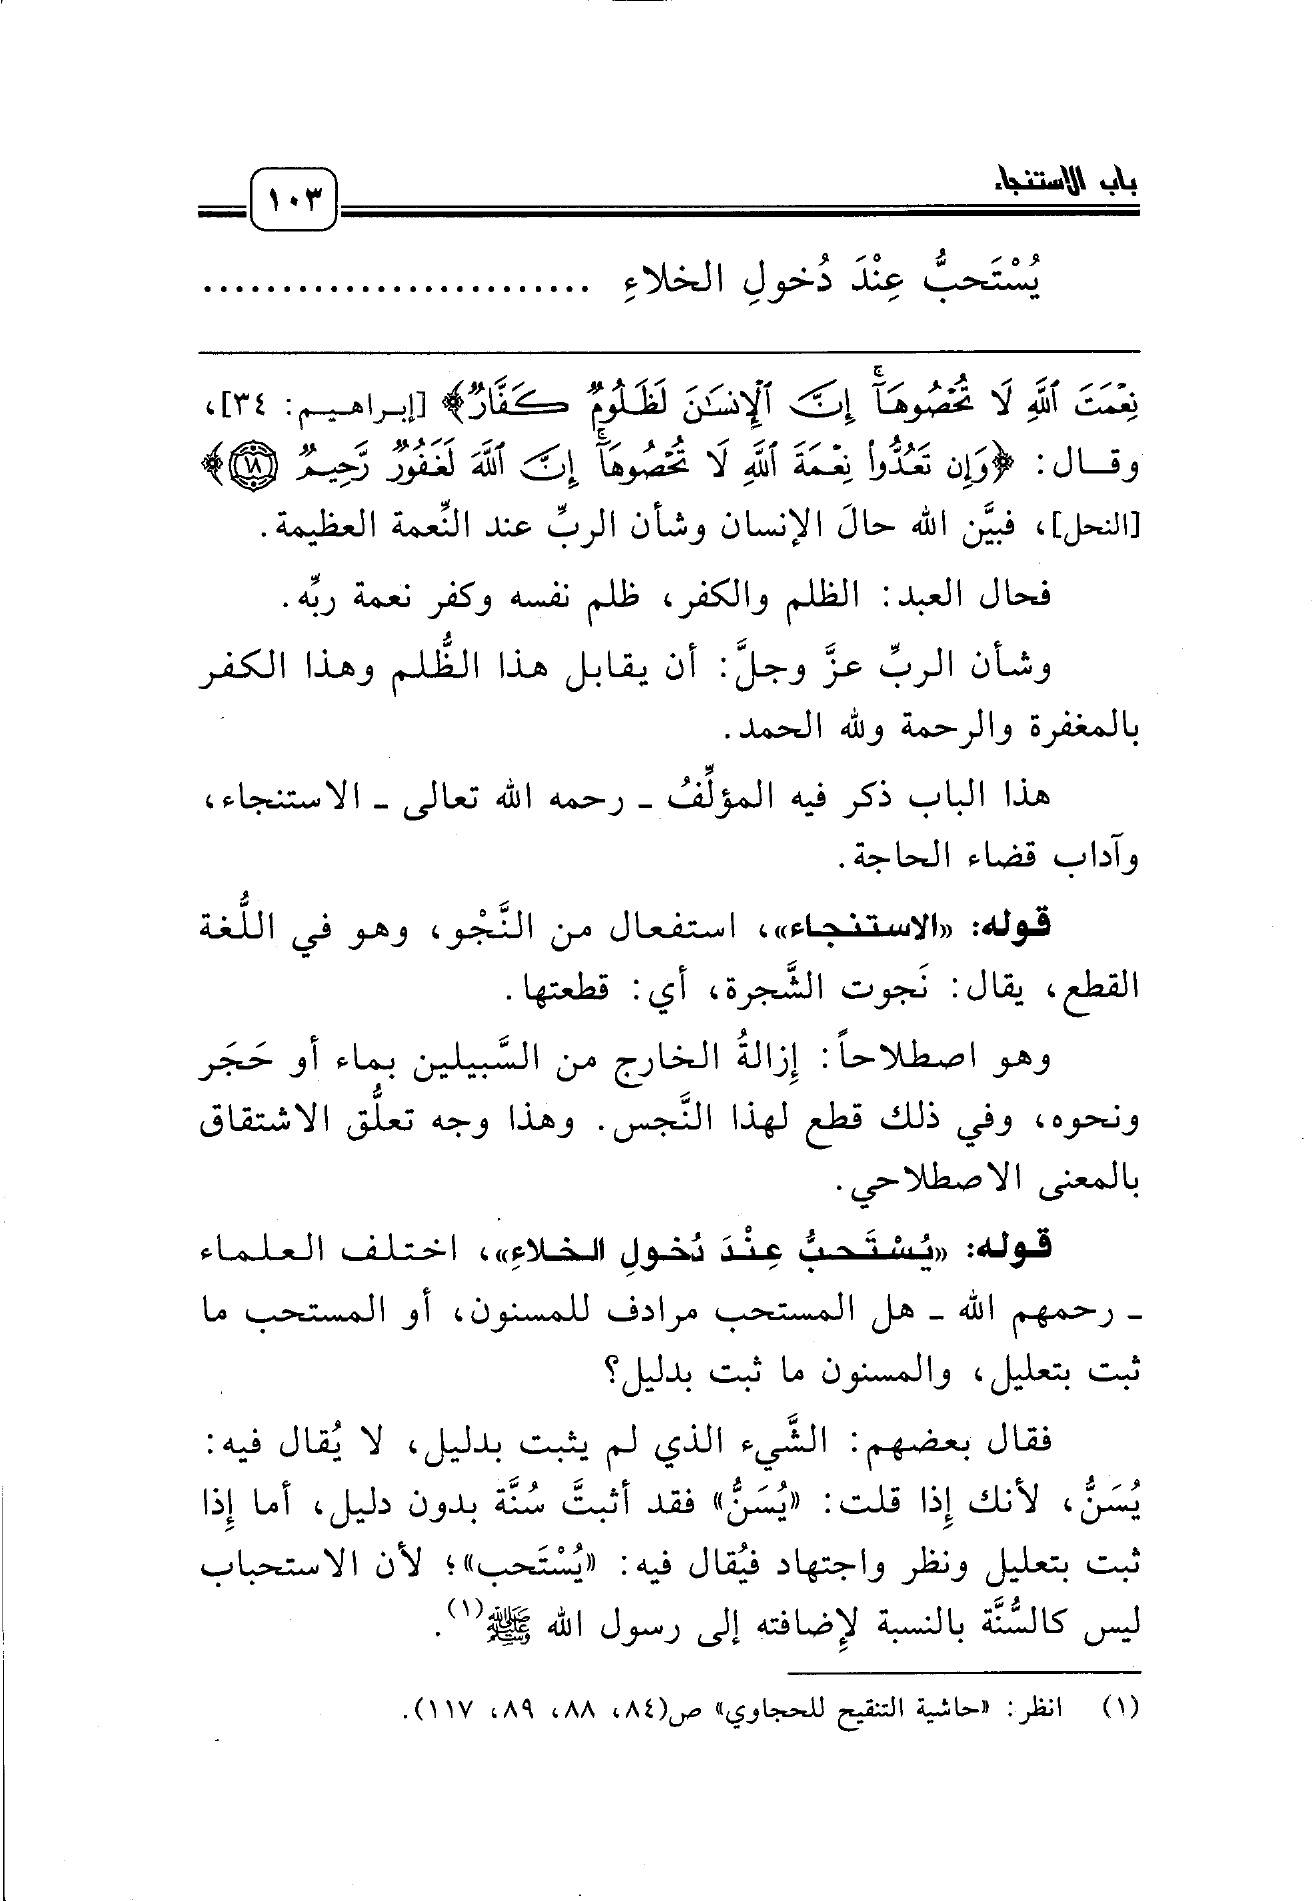 باب الاستنجاء
١٠٣
يُسْتَحبُّ عِنْدَ دُخولِ الخلاءِ ..........................
نِعْمَتَ ٱللَّهِ لَا تُحْصُوهَآۗ إِنَّ ٱلْإِنسَٰنَ لَظَلُومٌ كَفَّارٌ﴾ [إبراهيم: ٣٤]،
وقال: ﴿وَإِن تَعُدُّوا۟ نِعْمَةَ ٱللَّهِ لَا تُحْصُوهَآۗ إِنَّ ٱللَّهَ لَغَفُورٌ رَّحِيمٌ ١٨﴾
[النحل]، فبيَّن الله حالَ الإنسان وشأن الربِّ عند النِّعمة العظيمة.
فحال العبد: الظلم والكفر، ظلم نفسه وكفر نعمة ربِّه.
وشأن الربِّ عزَّ وجلَّ: أن يقابل هذا الظُّلم وهذا الكفر
بالمغفرة والرحمة ولله الحمد.
هذا الباب ذكر فيه المؤلِّفُ ـ رحمه الله تعالى ـ الاستنجاء،
وآداب قضاء الحاجة.
قوله: «الاستنجاء»، استفعال من النَّجْو، وهو في اللُّغة
القطع، يقال: نَجوت الشَّجرة، أي: قطعتها.
وهو اصطلاحاً: إزالةُ الخارج من السَّبيلين بماء أو حَجَر
ونحوه، وفي ذلك قطع لهذا النَّجس. وهذا وجه تعلُّق الاشتقاق
بالمعنى الاصطلاحي.
قوله: «يُسْتَحبُّ عِنْدَ دُخولِ الخلاءِ»، اختلف العلماء
ـ رحمهم الله ـ هل المستحب مرادف للمسنون، أو المستحب ما
ثبت بتعليل، والمسنون ما ثبت بدليل؟
فقال بعضهم: الشَّيء الذي لم يثبت بدليل، لا يُقال فيه:
يُسَنُّ، لأنك إذا قلت: «يُسَنُّ» فقد أثبتَّ سُنَّة بدون دليل، أما إذا
ثبت بتعليل ونظر واجتهاد فيُقال فيه: «يُسْتَحب»؛ لأن الاستحباب
ليس كالسُّنَّة بالنسبة لإضافته إلى رسول الله ﷺ(١).
(١) انظر: «حاشية التنقيح للحجاوي» ص(٨٤، ٨٨، ٨٩، ١١٧).